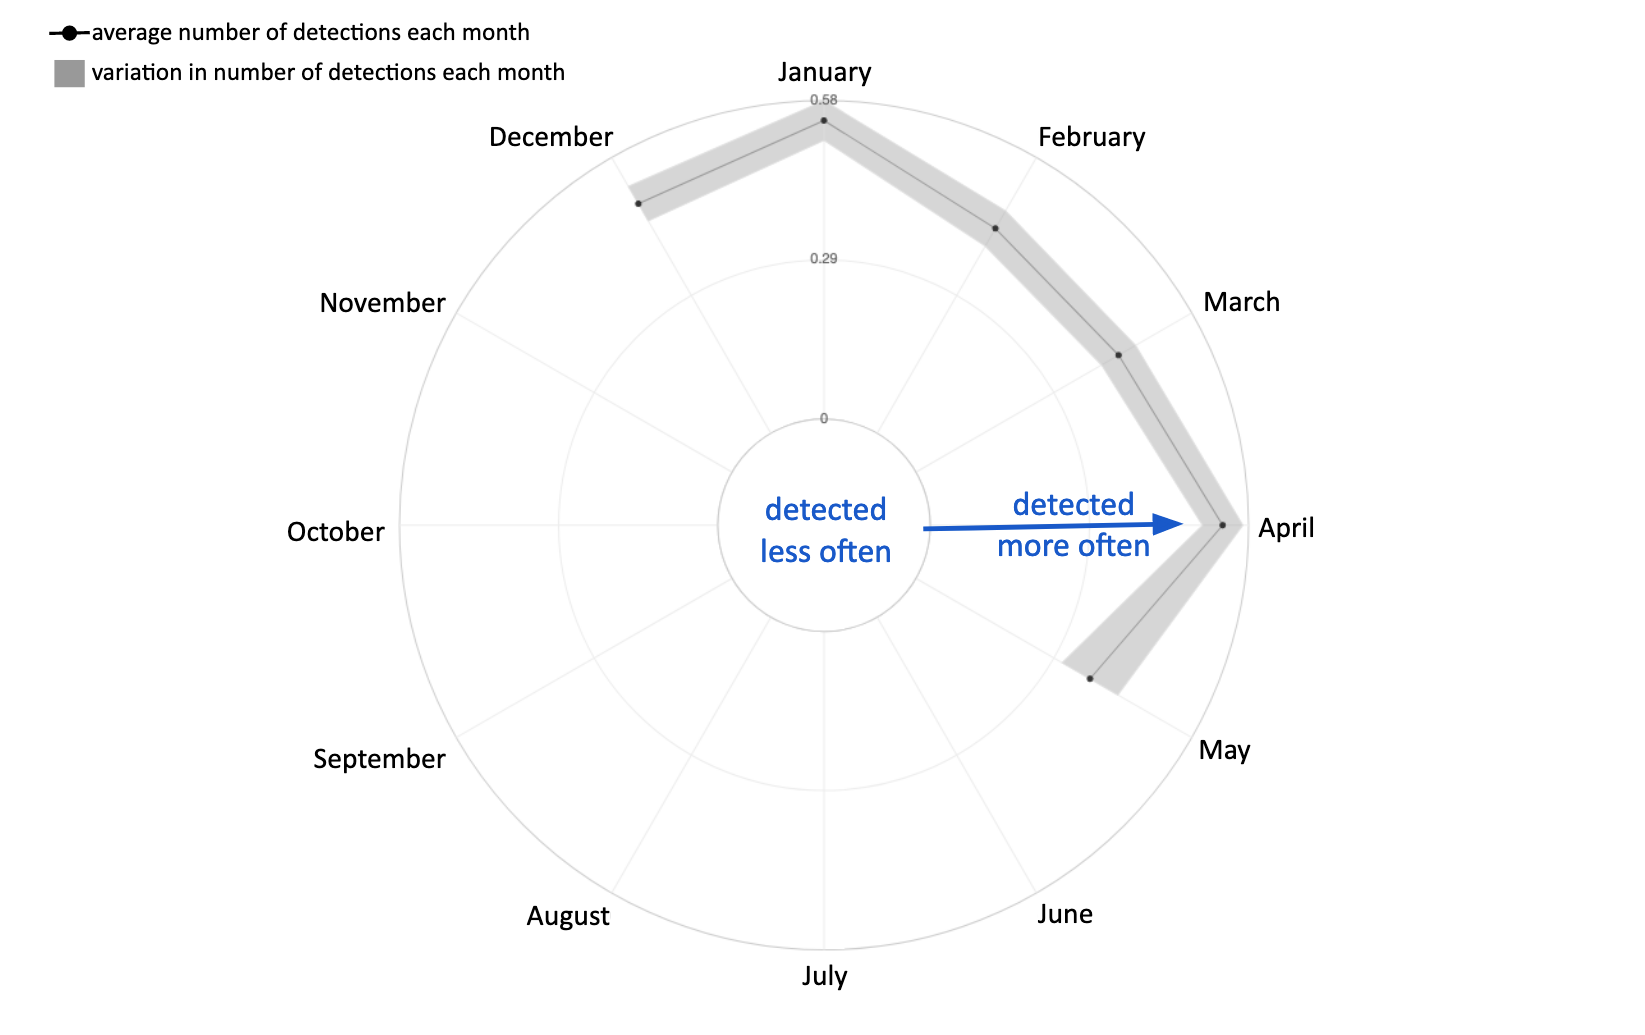 average number of detections each month
variation in number of detections each month
January
0.58
December
February
0.29
November
March
0
detected
less often
detected
more often
October
April
September
May
August
June
July